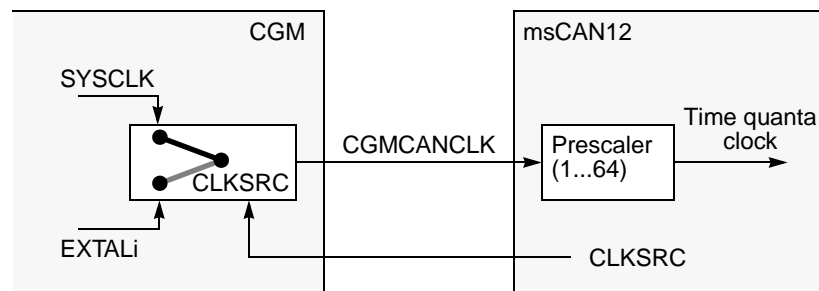 CGM
msCAN12
SYSCLK
CGMCANCLK
Prescaler
(1...64)
Time quanta
clock
CLKSRC
EXTALi
CLKSRC